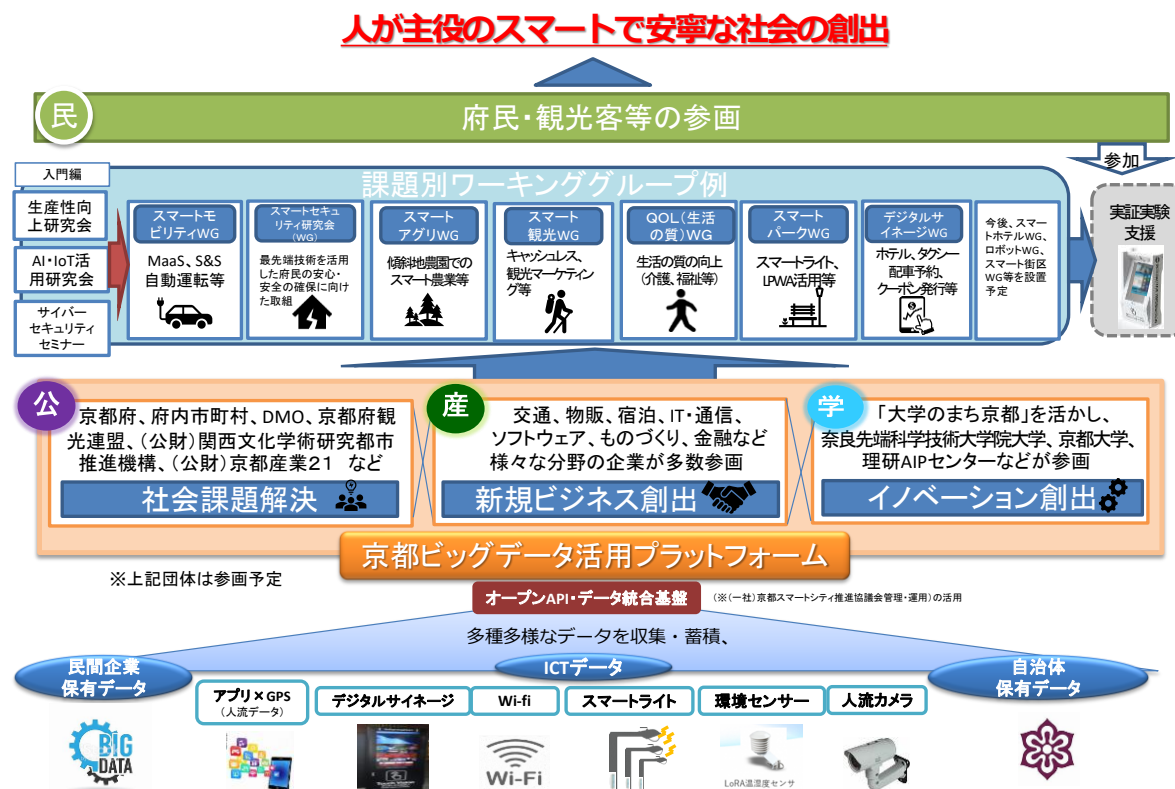 人が主役のスマートで安寧な社会の創出
民
府民・観光客等の参画
参加
入門編
生産性向
上研究会
AI・IoT活
用研究会
サイバー
セキュリティ
セミナー
課題別ワーキンググループ例
スマートモ
ビリティWG
MaaS、S&S
自動運転等
スマートセキュ
リティ研究会
(WG)
最先端技術を活用
した府民の安心・
安全の確保に向け
た取組
スマート
アグリWG
傾斜地農園での
スマート農業等
スマート
観光WG
キャッシュレス、
観光マーケティン
グ等
QOL(生活
の質)WG
生活の質の向上
(介護、福祉等)
スマート
パークWG
スマートライト、
LPWA活用等
デジタルサ
イネージWG
ホテル、タクシー
配車予約、
クーポン発行等
今後、スマー
トホテルWG、
ロボットWG、
スマート街区
WG等を設置
予定
実証実験
支援
公
京都府、府内市町村、DMO、京都府観
光連盟、(公財)関西文化学術研究都市
推進機構、(公財)京都産業21 など
社会課題解決
産
交通、物販、宿泊、IT・通信、
ソフトウェア、ものづくり、金融など
様々な分野の企業が多数参画
新規ビジネス創出
学
「大学のまち京都」を活かし、
奈良先端科学技術大学院大学、京都大学、
理研AIPセンターなどが参画
イノベーション創出
京都ビッグデータ活用プラットフォーム
※上記団体は参画予定
オープンAPI・データ統合基盤
(※(一社)京都スマートシティ推進協議会管理・運用)の活用
多種多様なデータを収集・蓄積、
民間企業
保有データ
ICTデータ
自治体
保有データ
アプリ×GPS
(人流データ)
デジタルサイネージ
Wi-fi
スマートライト
環境センサー
人流カメラ
BIG
DATA
Wi-Fi
LoRA温湿度センサ